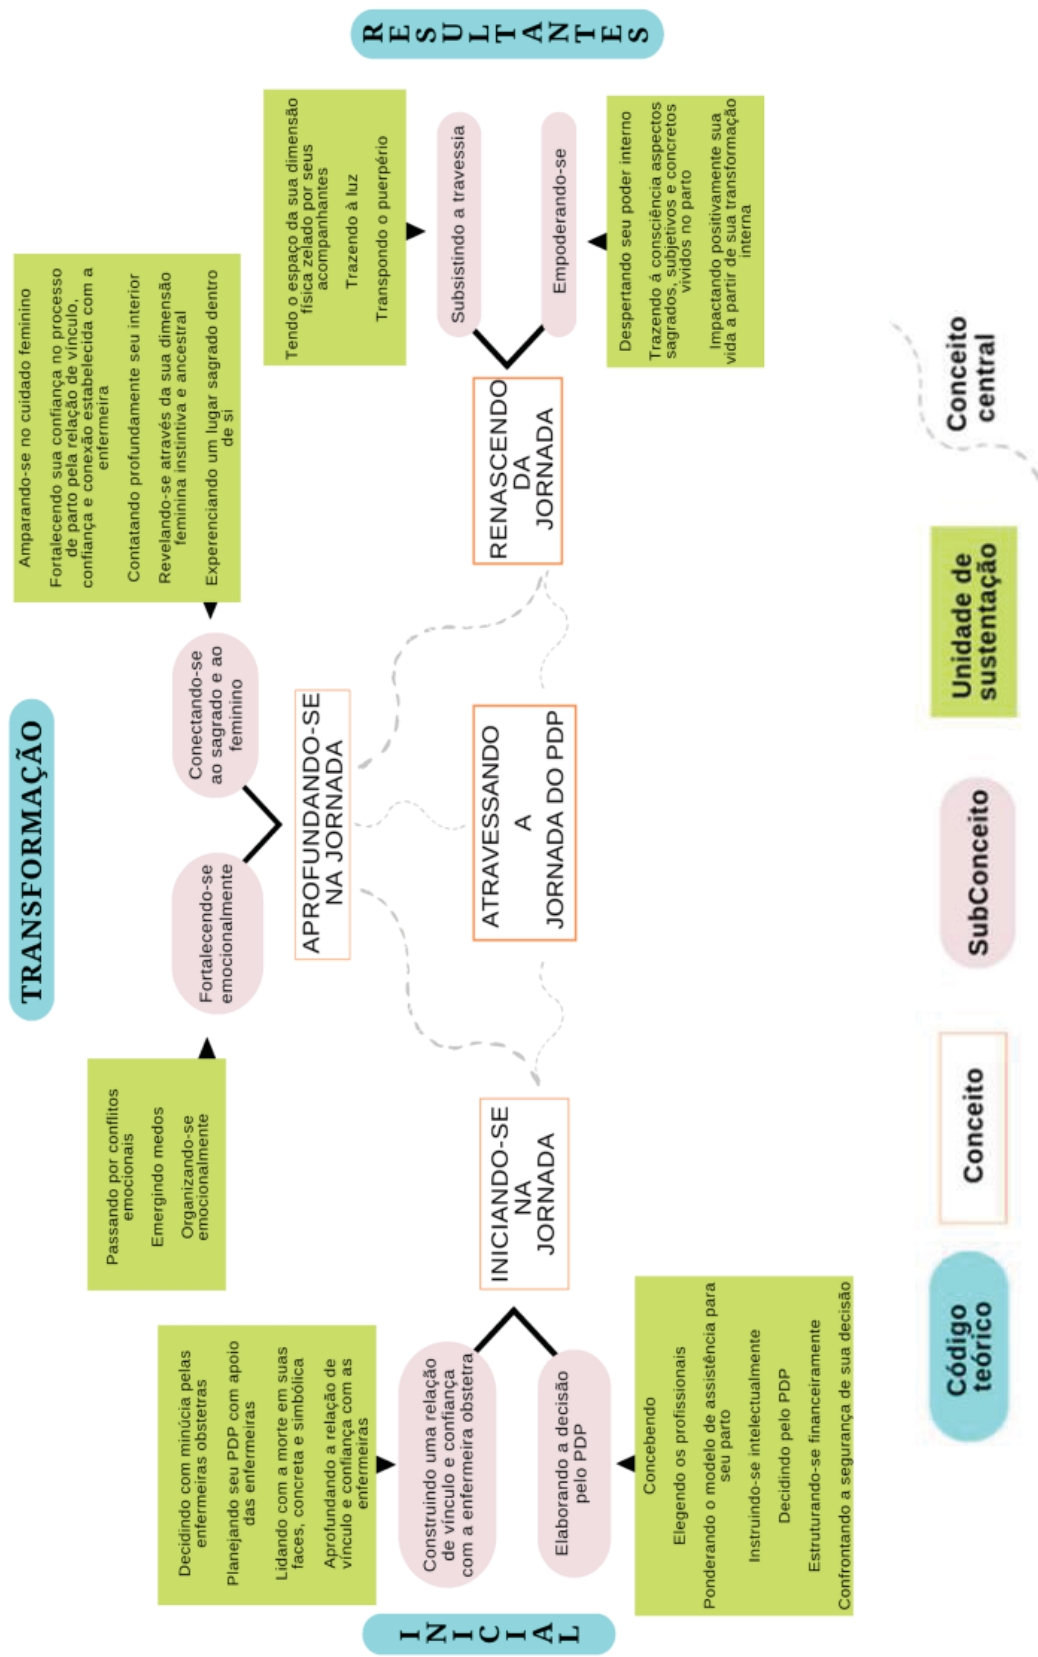 TRANSFORMAÇÃO
INICIAL
RESULTANTES
Decidindo com minúcia pelas
enfermeiras obstetras
Planejando seu PDP com apoio
das enfermeiras
Lidando com a morte em suas
faces, concreta e simbólica
Aprofundando a relação de
vínculo e confiança com as
enfermeiras
Construindo uma relação
de vínculo e confiança
com a enfermeira obstetra
Elaborando a decisão
pelo PDP
Concebendo
Elegendo os profissionais
Ponderando o modelo de assistência para
seu parto
Instruindo-se intelectualmente
Decidindo pelo PDP
Estruturando-se financeiramente
Confrontando a segurança de sua decisão
INICIANDO-SE
NA
JORNADA
Passando por conflitos
emocionais
Emergindo medos
Organizando-se
emocionalmente
Fortalecendo-se
emocionalmente
Conectando-se
ao sagrado e ao
feminino
APROFUNDANDO-SE
NA JORNADA
ATRAVESSANDO
A
JORNADA DO PDP
Amparando-se no cuidado feminino
Fortalecendo sua confiança no processo
de parto pela relação de vínculo,
confiança e conexão estabelecida com a
enfermeira
Contatando profundamente seu interior
Revelando-se através da sua dimensão
feminina instintiva e ancestral
Experenciando um lugar sagrado dentro
de si
RENASCENDO
DA
JORNADA
Tendo o espaço da sua dimensão
física zelado por seus
acompanhantes
Trazendo à luz
Transpondo o puerpério
Subsistindo a travessia
Empoderando-se
Despertando seu poder interno
Trazendo á consciência aspectos
sagrados, subjetivos e concretos
vividos no parto
Impactando positivamente sua
vida a partir de sua transformação
interna
Código
teórico
Conceito
SubConceito
Unidade de
sustentação
Conceito
central